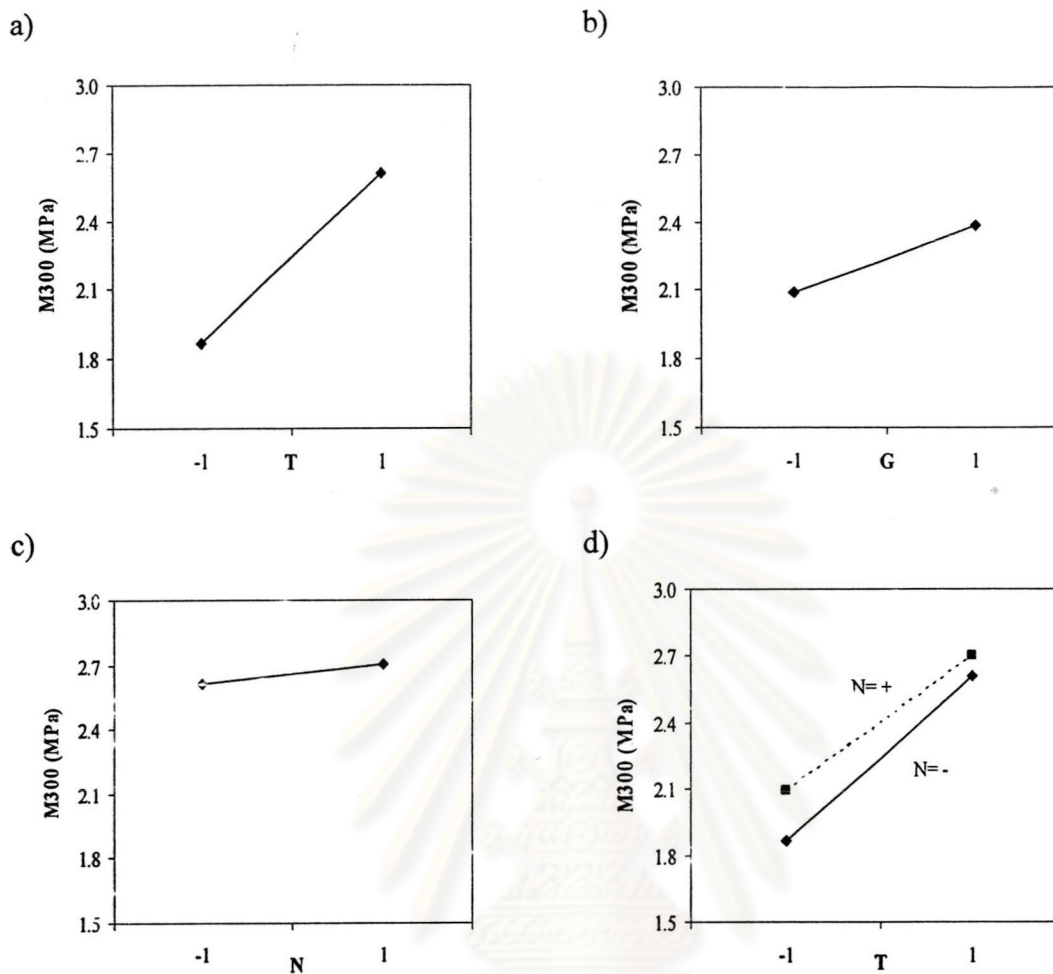 a)
3.0
2.7
2.4
2.1
1.8
1.5
M300 (MPa)
-1 T 1
b)
3.0
2.7
2.4
2.1
1.8
1.5
M300 (MPa)
-1 G 1
c)
3.0
2.7
2.4
2.1
1.8
1.5
M300 (MPa)
-1 N 1
d)
3.0
2.7
2.4
2.1
1.8
1.5
M300 (MPa)
N=+
N=-
-1 T 1